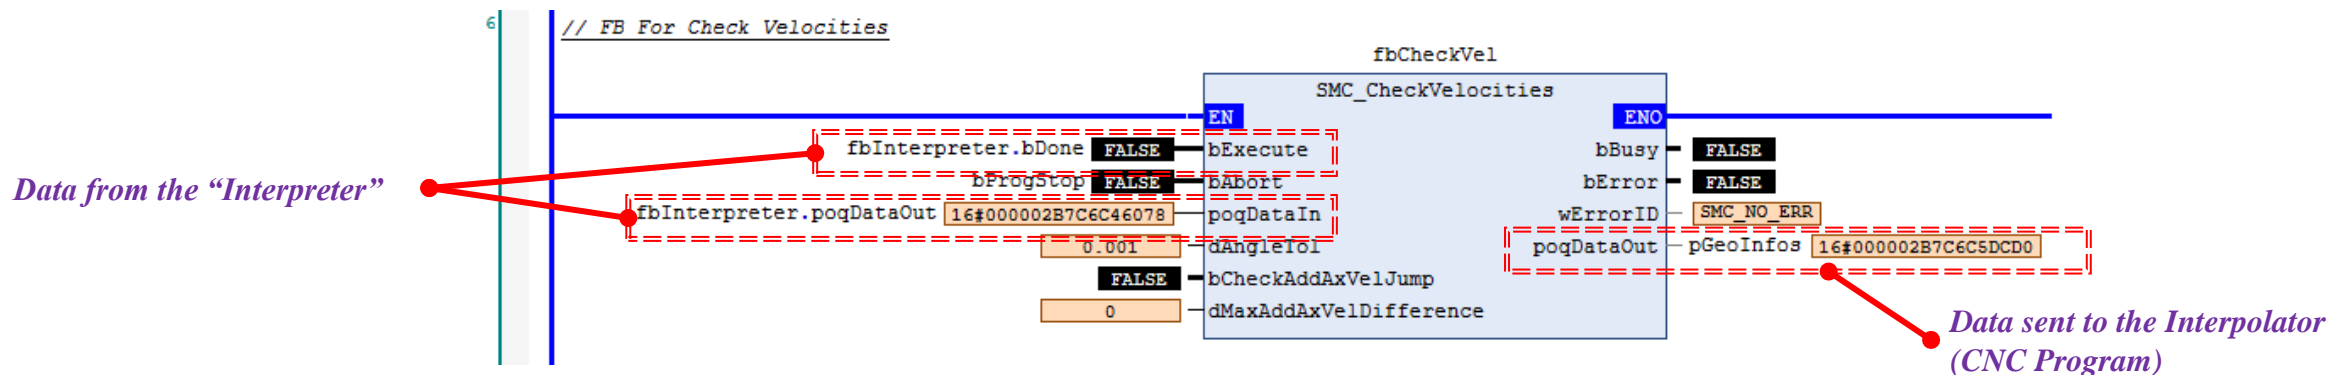 6
// FB For Check Velocities
fbCheckVel
SMC_CheckVelocities
EN ENO
fbInterpreter.bDone FALSE bExecute bBusy FALSE
bProgStop FALSE bAbort bError FALSE
Data from the “Interpreter”
fbInterpreter.poqDataOut 16#000002B7C6C46078 poqDataIn wErrorID SMC_NO_ERR
0.001 dAngleTol poqDataOut pGeoInfos 16#000002B7C6C5DCD0
FALSE bCheckAddAxVelJump
0 dMaxAddAxVelDifference
Data sent to the Interpolator
(CNC Program)